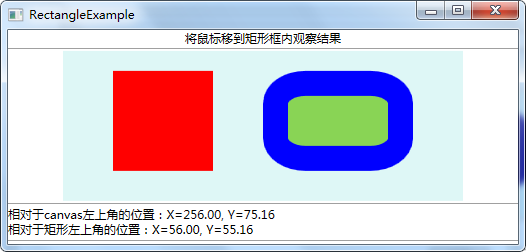 RectangleExample
将鼠标移到矩形框内观察结果
相对于canvas左上角的位置：X=256.00, Y=75.16
相对于矩形左上角的位置：X=56.00, Y=55.16